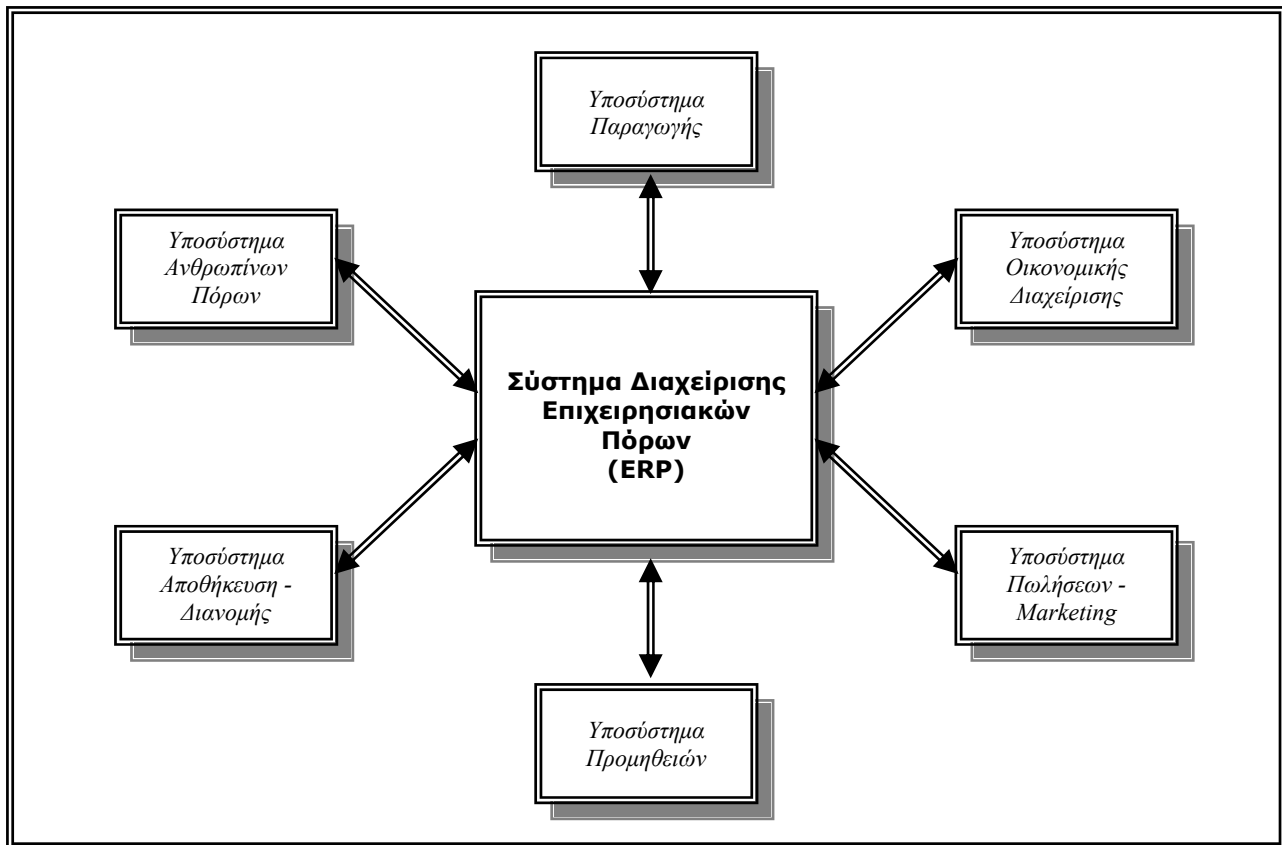 Υποσύστημα
Παραγωγής
Υποσύστημα
Ανθρωπίνων
Πόρων
Υποσύστημα
Οικονομικής
Διαχείρισης
Σύστημα Διαχείρισης
Επιχειρησιακών
Πόρων
(ERP)
Υποσύστημα
Αποθήκευση -
Διανομής
Υποσύστημα
Πωλήσεων -
Marketing
Υποσύστημα
Προμηθειών